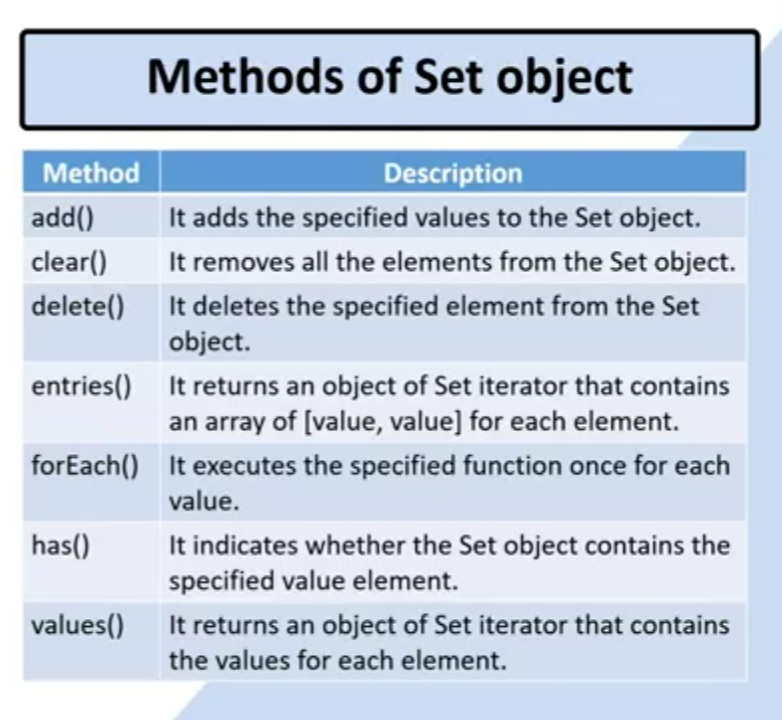 Methods of Set object
Method Description
add() It adds the specified values to the Set object.
clear() It removes all the elements from the Set object.
delete() It deletes the specified element from the Set
object.
entries() It returns an object of Set iterator that contains
an array of [value, value] for each element.
forEach() It executes the specified function once for each
value.
has() It indicates whether the Set object contains the
specified value element.
values() It returns an object of Set iterator that contains
the values for each element.